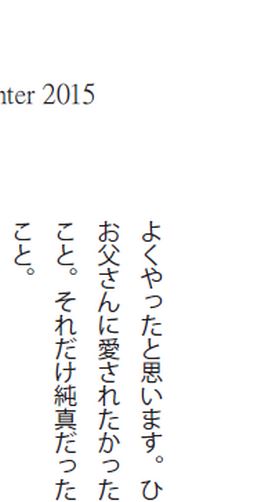 nter 2015
よくやったと思います。ひ
お父さんに愛されたかった
こと。それだけ純真だった
こと。